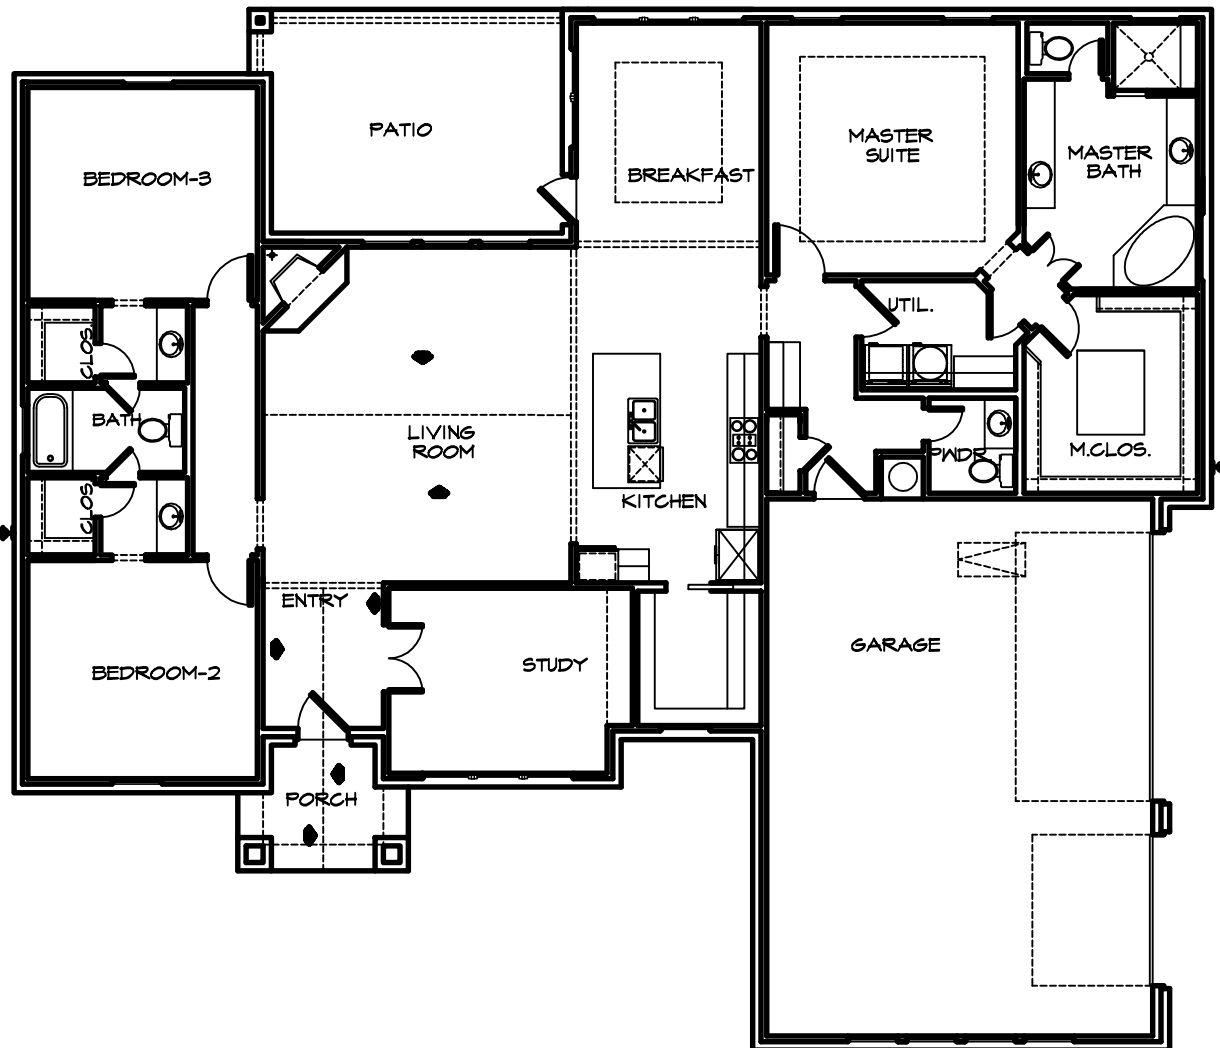 PATIO
MASTER
SUITE
MASTER
BATH
BEDROOM-3
BREAKFAST
UTIL.
CLOS.
BATH
LIVING
ROOM
M.CLOS.
PWDR.
CLOS.
KITCHEN
ENTRY
GARAGE
STUDY
BEDROOM-2
PORCH